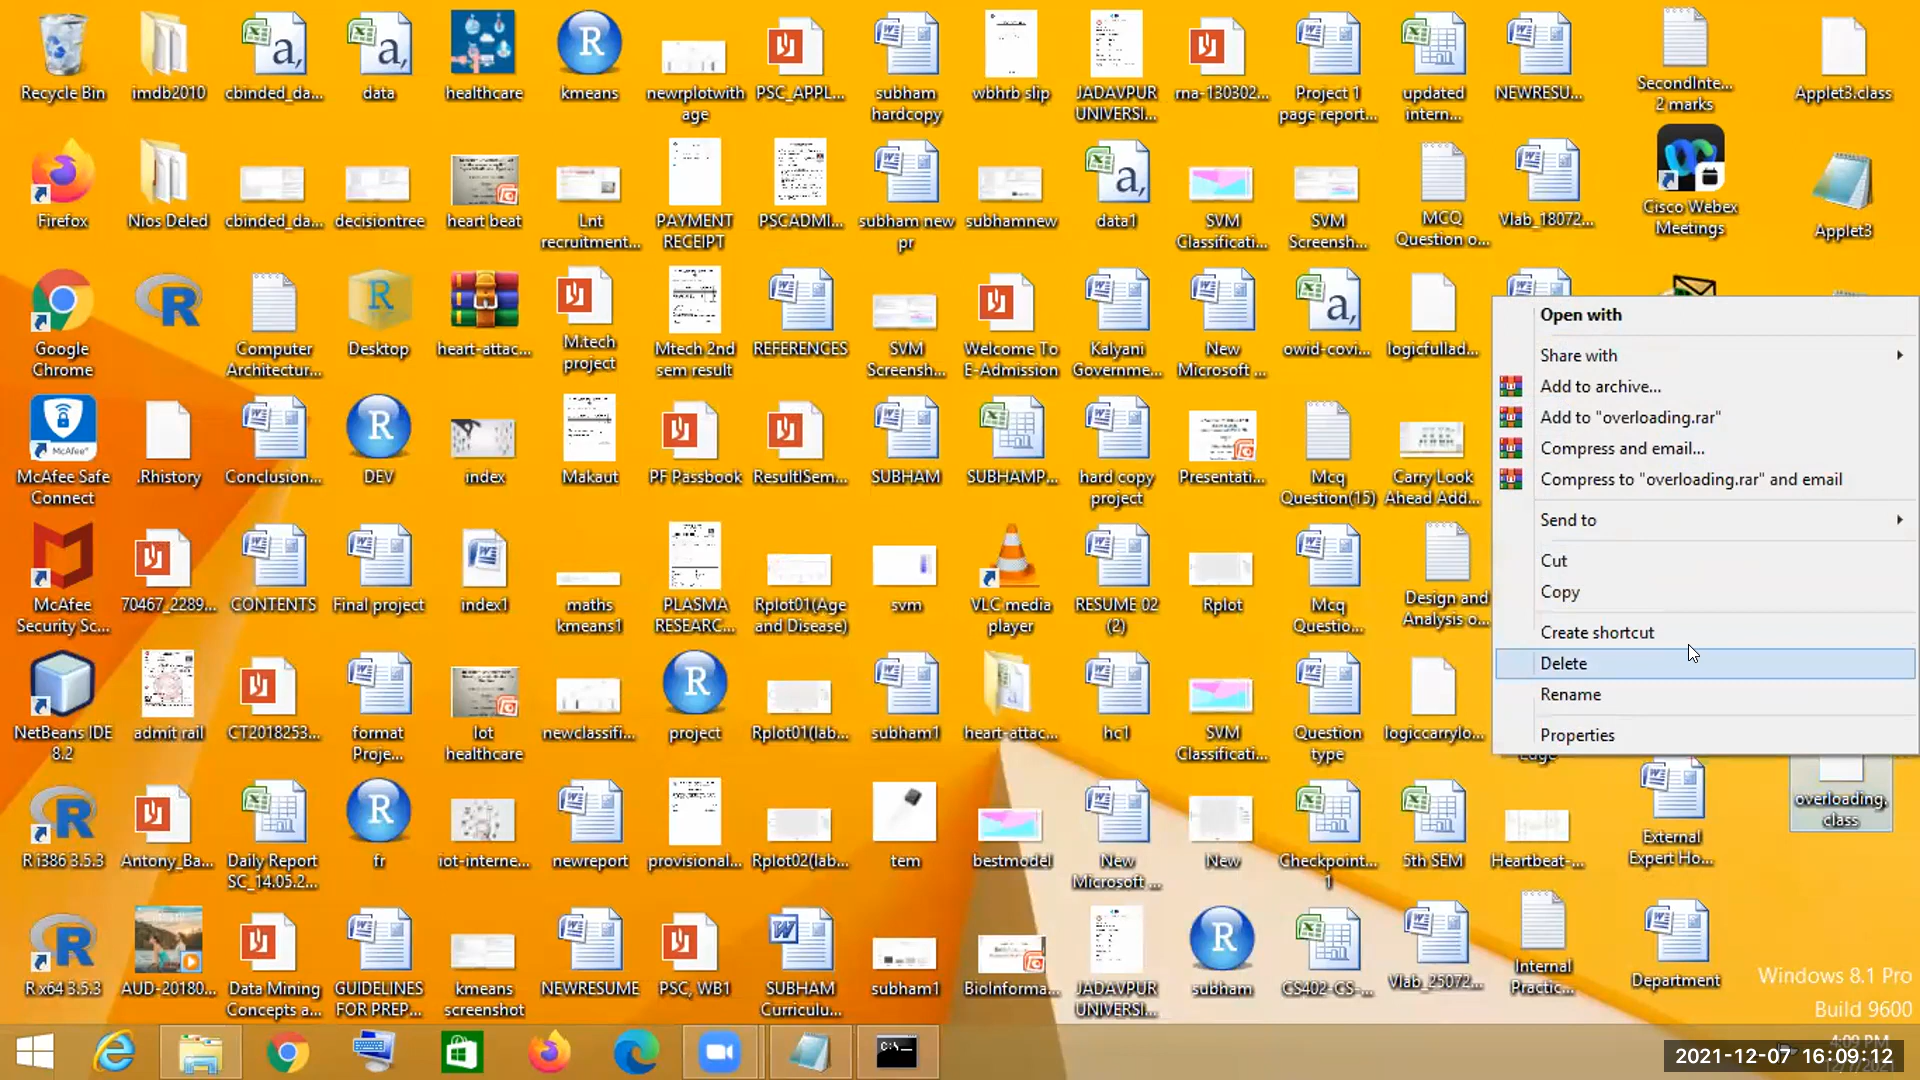 Recycle Bin
imdb2010
cbinded_da...
data
healthcare
kmeans
newrplotwith
age
PSC_APPL...
subham
hardcopy
wbhrb slip
JADAVPUR
UNIVERSI...
rna-130302...
Project 1
page report...
updated
intern...
NEWRESU...
SecondInte...
2 marks
Applet3.class
Firefox
Nios Deled
cbinded_da...
decisiontree
heart beat
Lnt
recruitment...
PAYMENT
RECEIPT
PSCADMI...
subham new
pr
subhamnew
data1
SVM
Classificati...
SVM
Screensh...
MCQ
Question o...
Vlab_18072...
Cisco Webex
Meetings
Applet3
Google
Chrome
Computer
Architectur...
Desktop
heart-attac...
M.tech
project
Mtech 2nd
sem result
REFERENCES
SVM
Screensh...
Welcome To
E-Admission
Kalyani
Governme...
New
Microsoft ...
owid-covi...
logicfullad...
McAfee Safe
Connect
.Rhistory
Conclusion...
DEV
index
Makaut
PF Passbook
ResultlSem...
SUBHAM
SUBHAMP...
hard copy
project
Presentati...
Mcq
Question(15)
Carry Look
Ahead Add...
McAfee
Security Sc...
70467_2289...
CONTENTS
Final project
index1
maths
kmeans1
PLASMA
RESEARC...
Rplot01(Age
and Disease)
svm
VLC media
player
RESUME 02
(2)
Rplot
Mcq
Questio...
Design and
Analysis o...
NetBeans IDE
8.2
admit rail
CT2018253...
format
Proje...
Iot
healthcare
newclassifi...
project
Rplot01(lab...
subham1
heart-attac...
hc1
SVM
Classificati...
Question
type
logiccarrylo...
Edge
R i386 3.5.3
Antony_Ba...
Daily Report
SC_14.05.2...
fr
iot-interne...
newreport
provisional...
Rplot02(lab...
tem
bestmodel
New
Microsoft ...
New
Checkpoint...
1
5th SEM
Heartbeat-...
External
Expert Ho...
overloading.
class
R x64 3.5.3
AUD-20180...
Data Mining
Concepts a...
GUIDELINES
FOR PREP...
kmeans
screenshot
NEWRESUME
PSC, WB1
SUBHAM
Curriculu...
subham1
BioInforma...
JADAVPUR
UNIVERSI...
subham
GS402-GS-...
Vlab_25072...
Internal
Practic...
Department
Open with
Share with
Add to archive...
Add to "overloading.rar"
Compress and email...
Compress to "overloading.rar" and email
Send to
Cut
Copy
Create shortcut
Delete
Rename
Properties
Windows 8.1 Pro
Build 9600
4:09 PM
2021-12-07 16:09:12